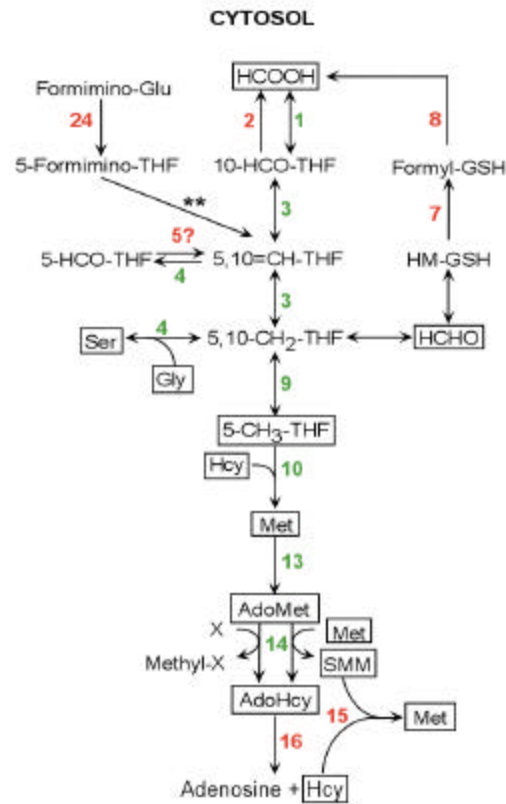 CYTOSOL
HCOOH
Formimino-Glu
24
2
1
8
5-Formimino-THF
10-HCO-THF
Formyl-GSH
**
3
7
5?
5-HCO-THF
5,10=CH-THF
HM-GSH
4
3
4
Ser
5,10-CH2-THF
HCHO
Gly
9
5-CH3-THF
Hcy
10
Met
13
AdoMet
X
14
Met
Methyl-X
SMM
AdoHcy
15
Met
16
Adenosine + Hcy